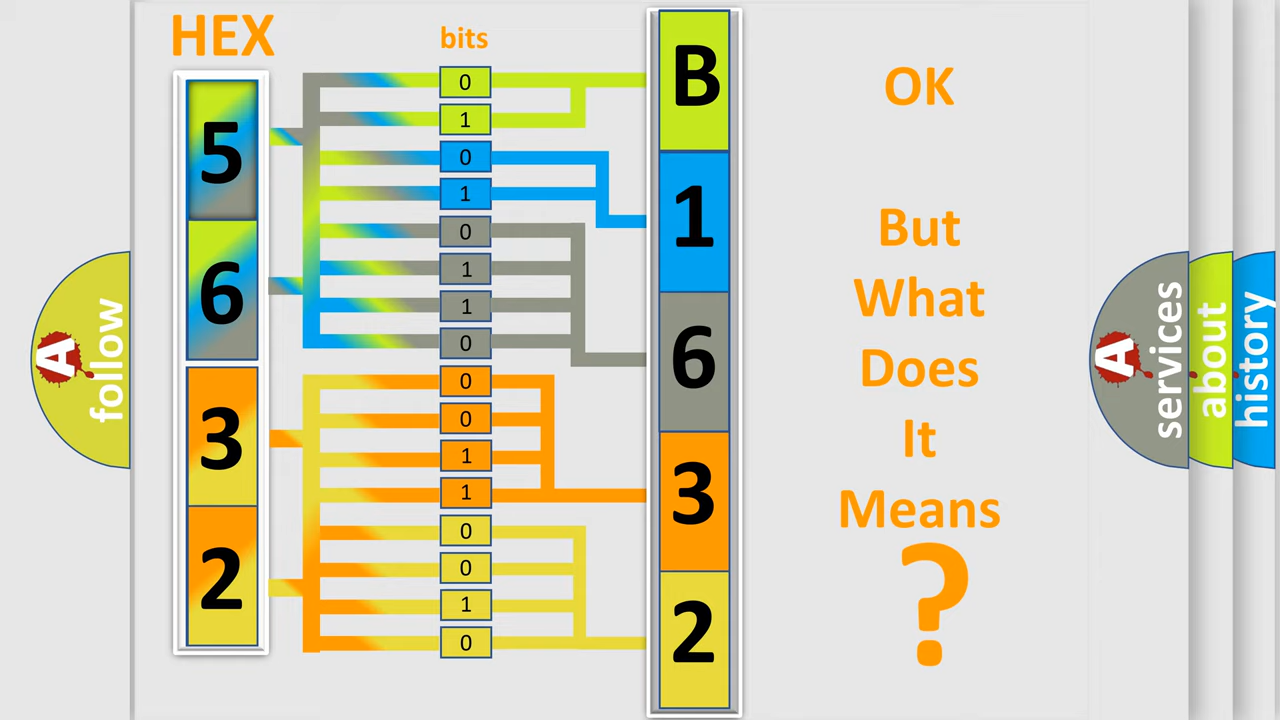 HEX
bits
5
6
3
2
0
1
0
1
0
1
1
0
0
0
1
1
0
0
1
0
B
1
6
3
2
OK
But
What
Does
It
Means
?
A
follow
A
services
about
history